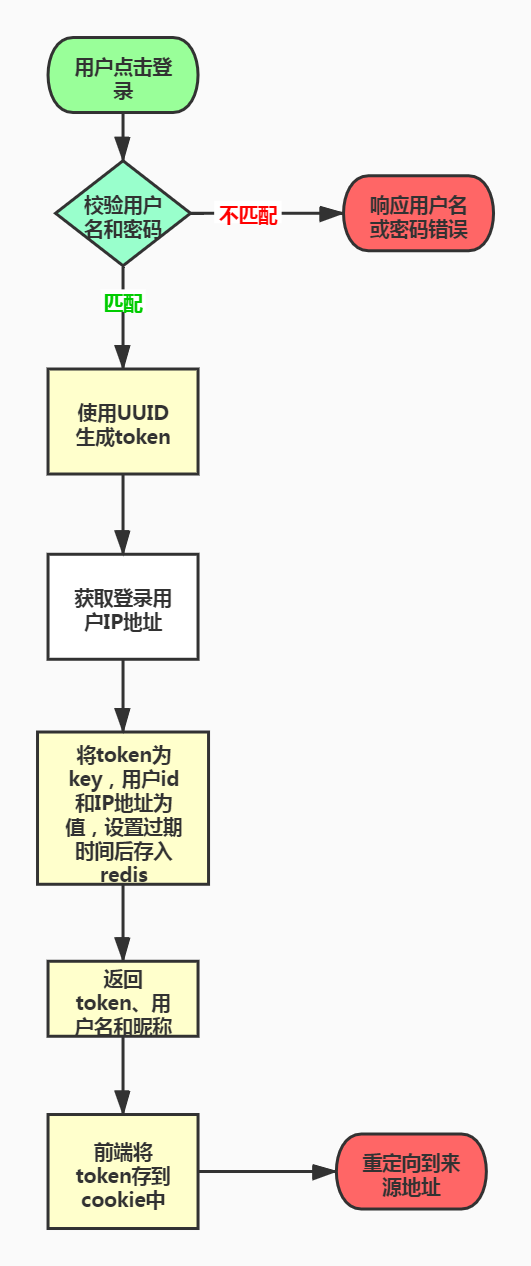 用户点击登
录
校验用户
名和密码
不匹配
响应用户名
或密码错误
匹配
使用UUID
生成token
获取登录用
户IP地址
将token为
key，用户id
和IP地址为
值，设置过期
时间后存入
redis
返回
token、用
户名和昵称
前端将
token存到
cookie中
重定向到来
源地址